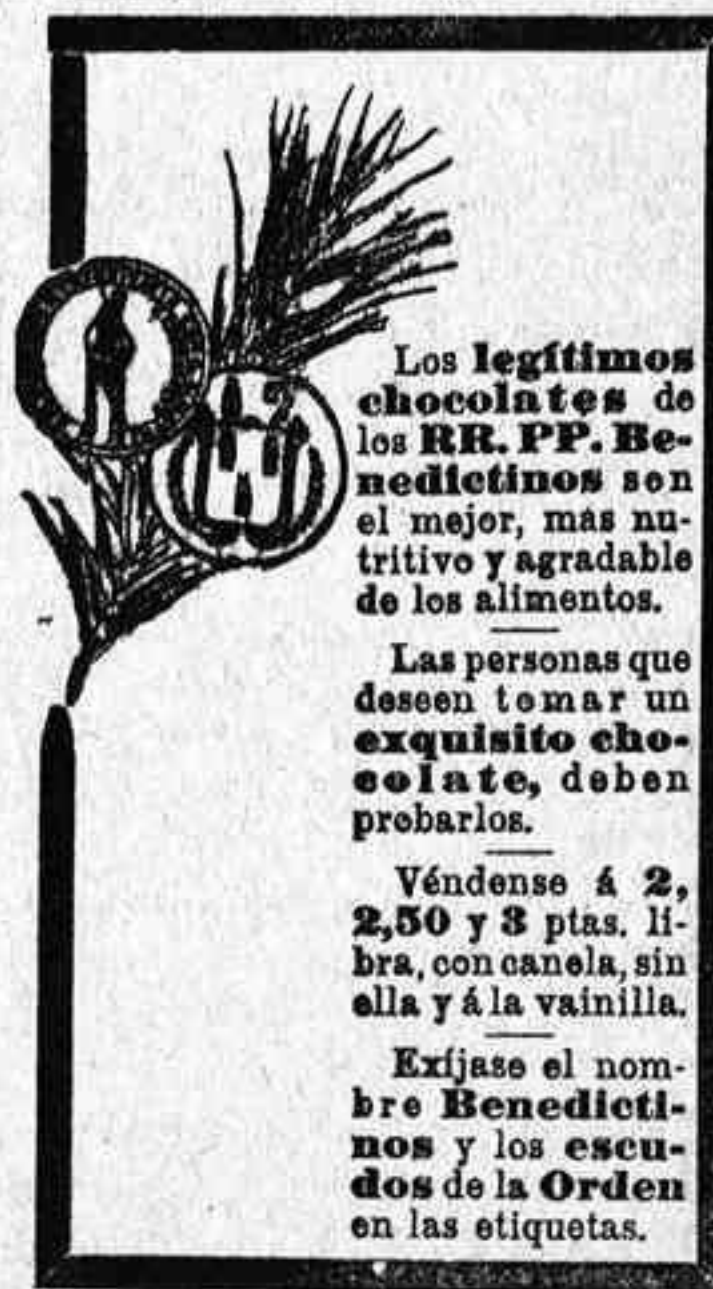 Los legítimos
chocolates de
los RR. PP. Be-
nedictinos son
el mejor, mas nu-
tritivo y agradable
de los alimentos.
Las personas que
deseen tomar un
exquisito cho-
colate, deben
probarlos.
Véndense á 2,
2,50 y 3 ptas. li-
bra, con canela, sin
ella y á la vainilla.
Exíjase el nom-
bre Benedicti-
nos y los escu-
dos de la Orden
en las etiquetas.